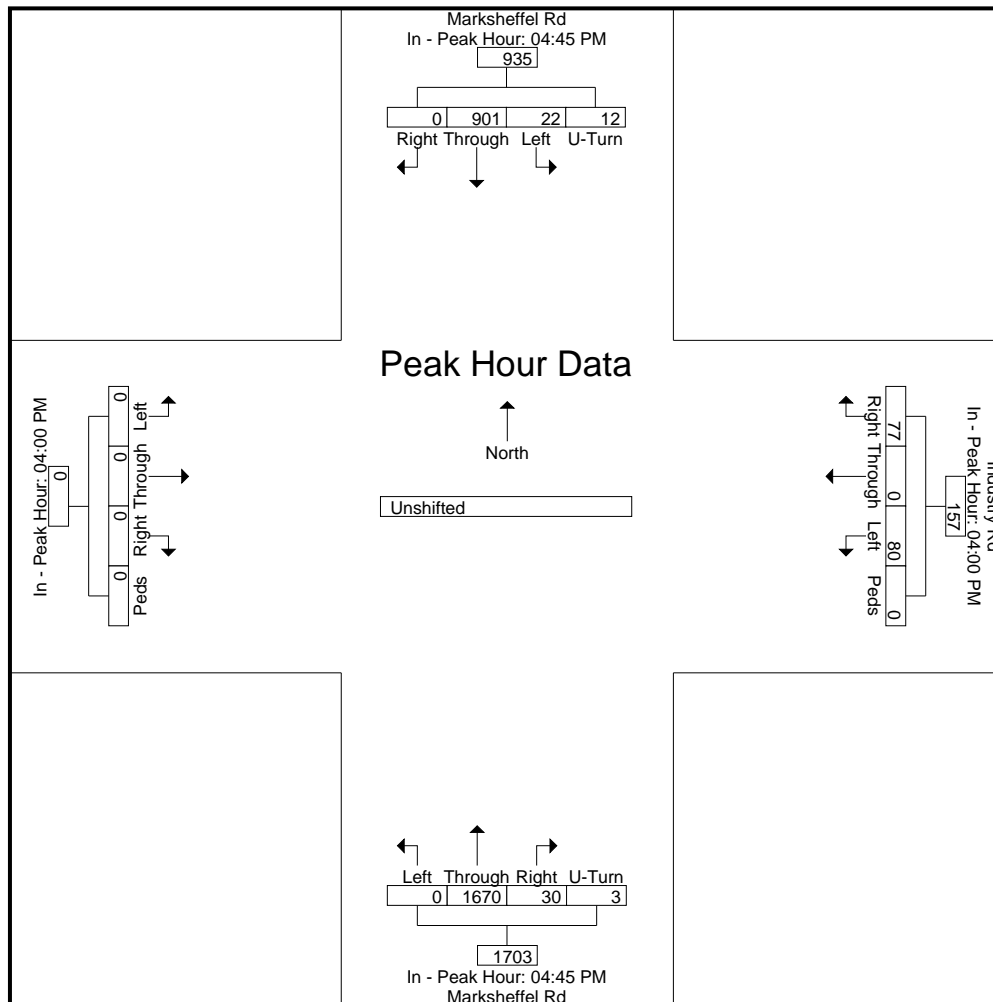 Marksheffel Rd
In - Peak Hour: 04:45 PM
935
0 901 22 12
Right Through Left U-Turn
Peak Hour Data
North
Unshifted
In - Peak Hour: 04:00 PM
0
0 0 0 0
Left Through Right Peds
Industry Rd
In - Peak Hour: 04:00 PM
157
77 0 80 0
Right Through Left Peds
Left Through Right U-Turn
0 1670 30 3
1703
In - Peak Hour: 04:45 PM
Marksheffel Rd